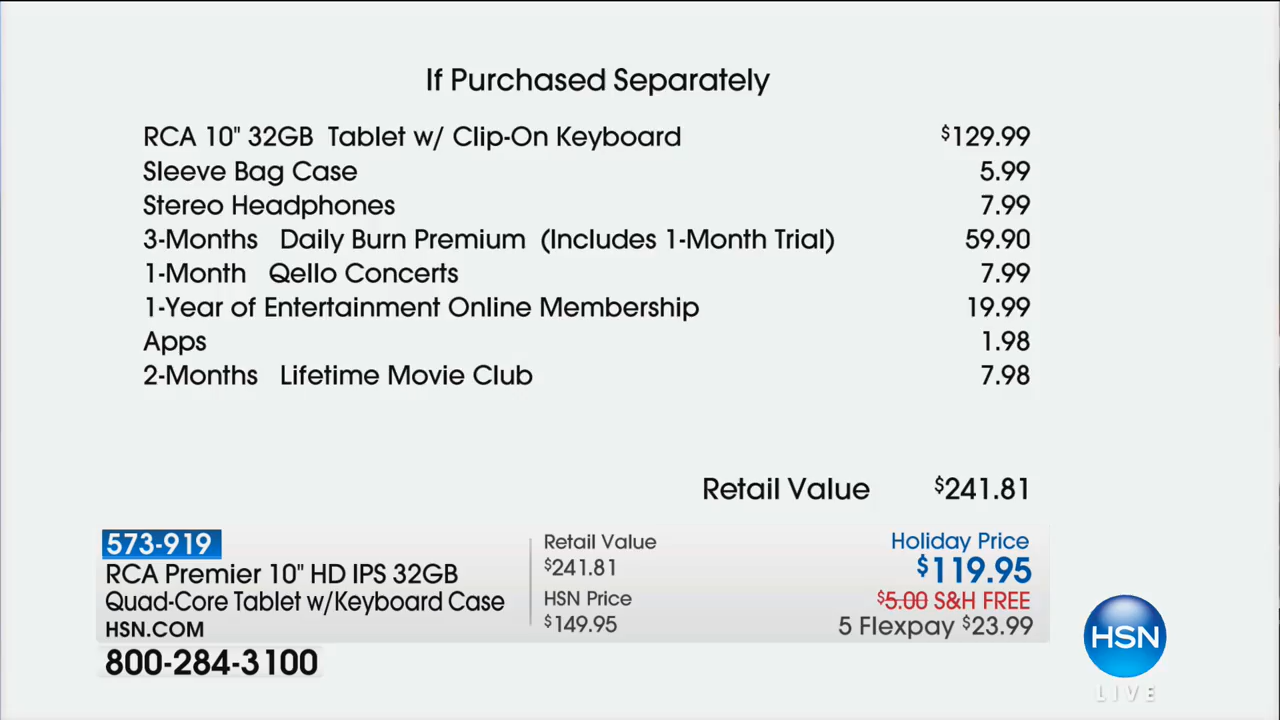 If Purchased Separately
RCA 10" 32GB Tablet w/ Clip-On Keyboard $129.99
Sleeve Bag Case 5.99
Stereo Headphones 7.99
3-Months Daily Burn Premium (Includes 1-Month Trial) 59.90
1-Month Qello Concerts 7.99
1-Year of Entertainment Online Membership 19.99
Apps 1.98
2-Months Lifetime Movie Club 7.98
Retail Value $241.81
573-919
RCA Premier 10" HD IPS 32GB
Quad-Core Tablet w/Keyboard Case
HSN.COM
800-284-3100
Retail Value
$241.81
HSN Price
$149.95
Holiday Price
$119.95
$5.00 S&H FREE
5 Flexpay $23.99
HSN
LIVE